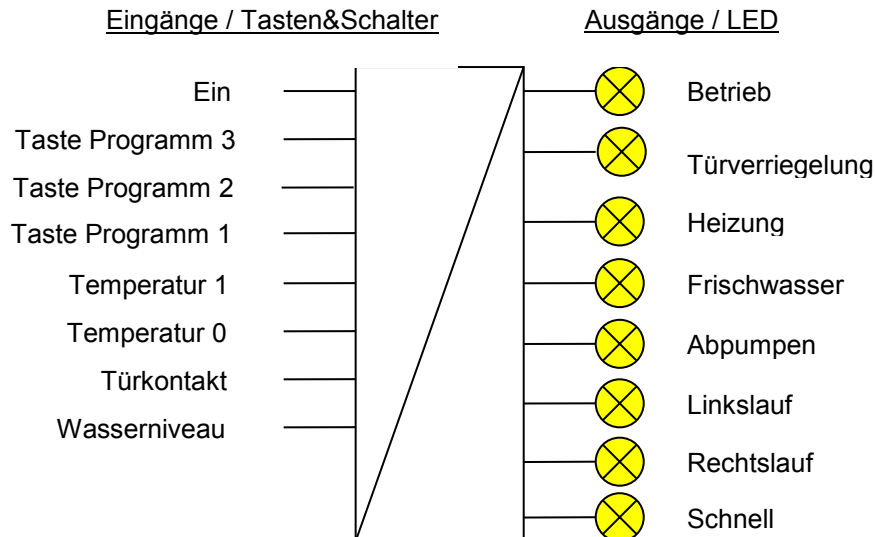 Eingänge / Tasten&Schalter
Ausgänge / LED
Ein
Taste Programm 3
Taste Programm 2
Taste Programm 1
Temperatur 1
Temperatur 0
Türkontakt
Wasserniveau
Betrieb
Türverriegelung
Heizung
Frischwasser
Abpumpen
Linkslauf
Rechtslauf
Schnell